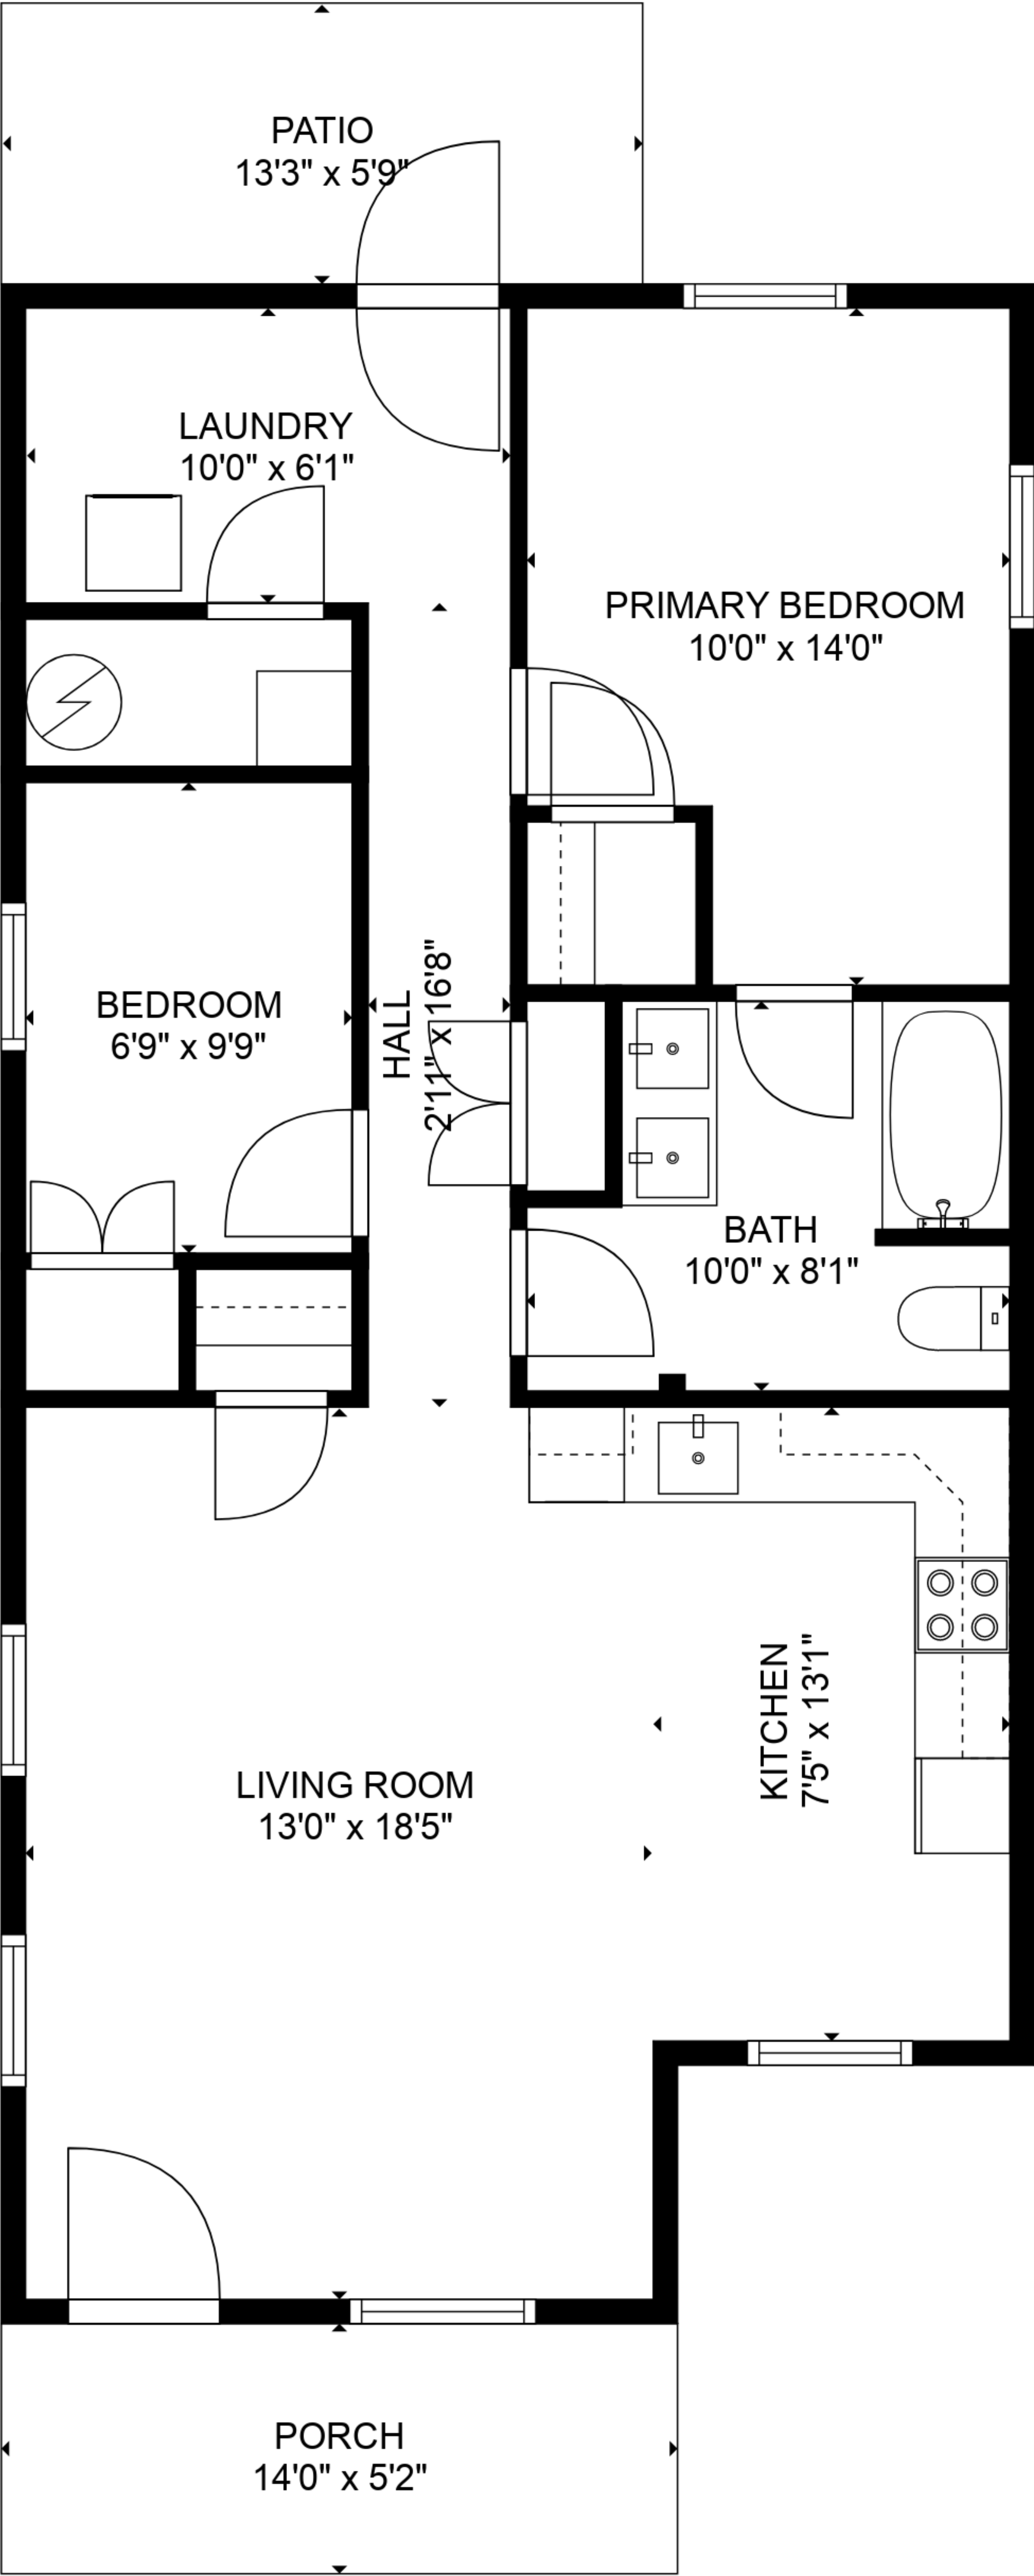 PATIO
13'3" x 5'9"
LAUNDRY
10'0" x 6'1"
PRIMARY BEDROOM
10'0" x 14'0"
BEDROOM
6'9" x 9'9"
HALL
2'11" x 16'8"
BATH
10'0" x 8'1"
KITCHEN
7'5" x 13'1"
LIVING ROOM
13'0" x 18'5"
PORCH
14'0" x 5'2"